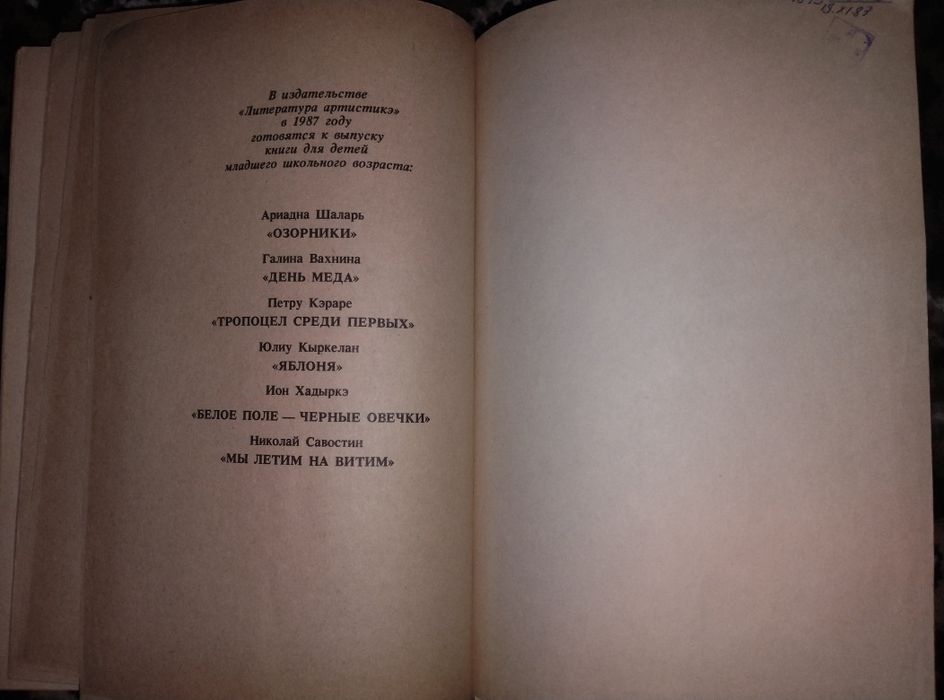 В издательстве
«Литература артистикэ»
в 1987 году
готовятся к выпуску
книги для детей
младшего школьного возраста:
Ариадна Шаларь
«ОЗОРНИКИ»
Галина Вахнина
«ДЕНЬ МЕДА»
Петру Кэраре
«ТРОПОЦЕЛ СРЕДИ ПЕРВЫХ»
Юлиу Кыркелан
«ЯБЛОНЯ»
Ион Хадыркэ
«БЕЛОЕ ПОЛЕ — ЧЕРНЫЕ ОВЕЧКИ»
Николай Савостин
«МЫ ЛЕТИМ НА ВИТИМ»